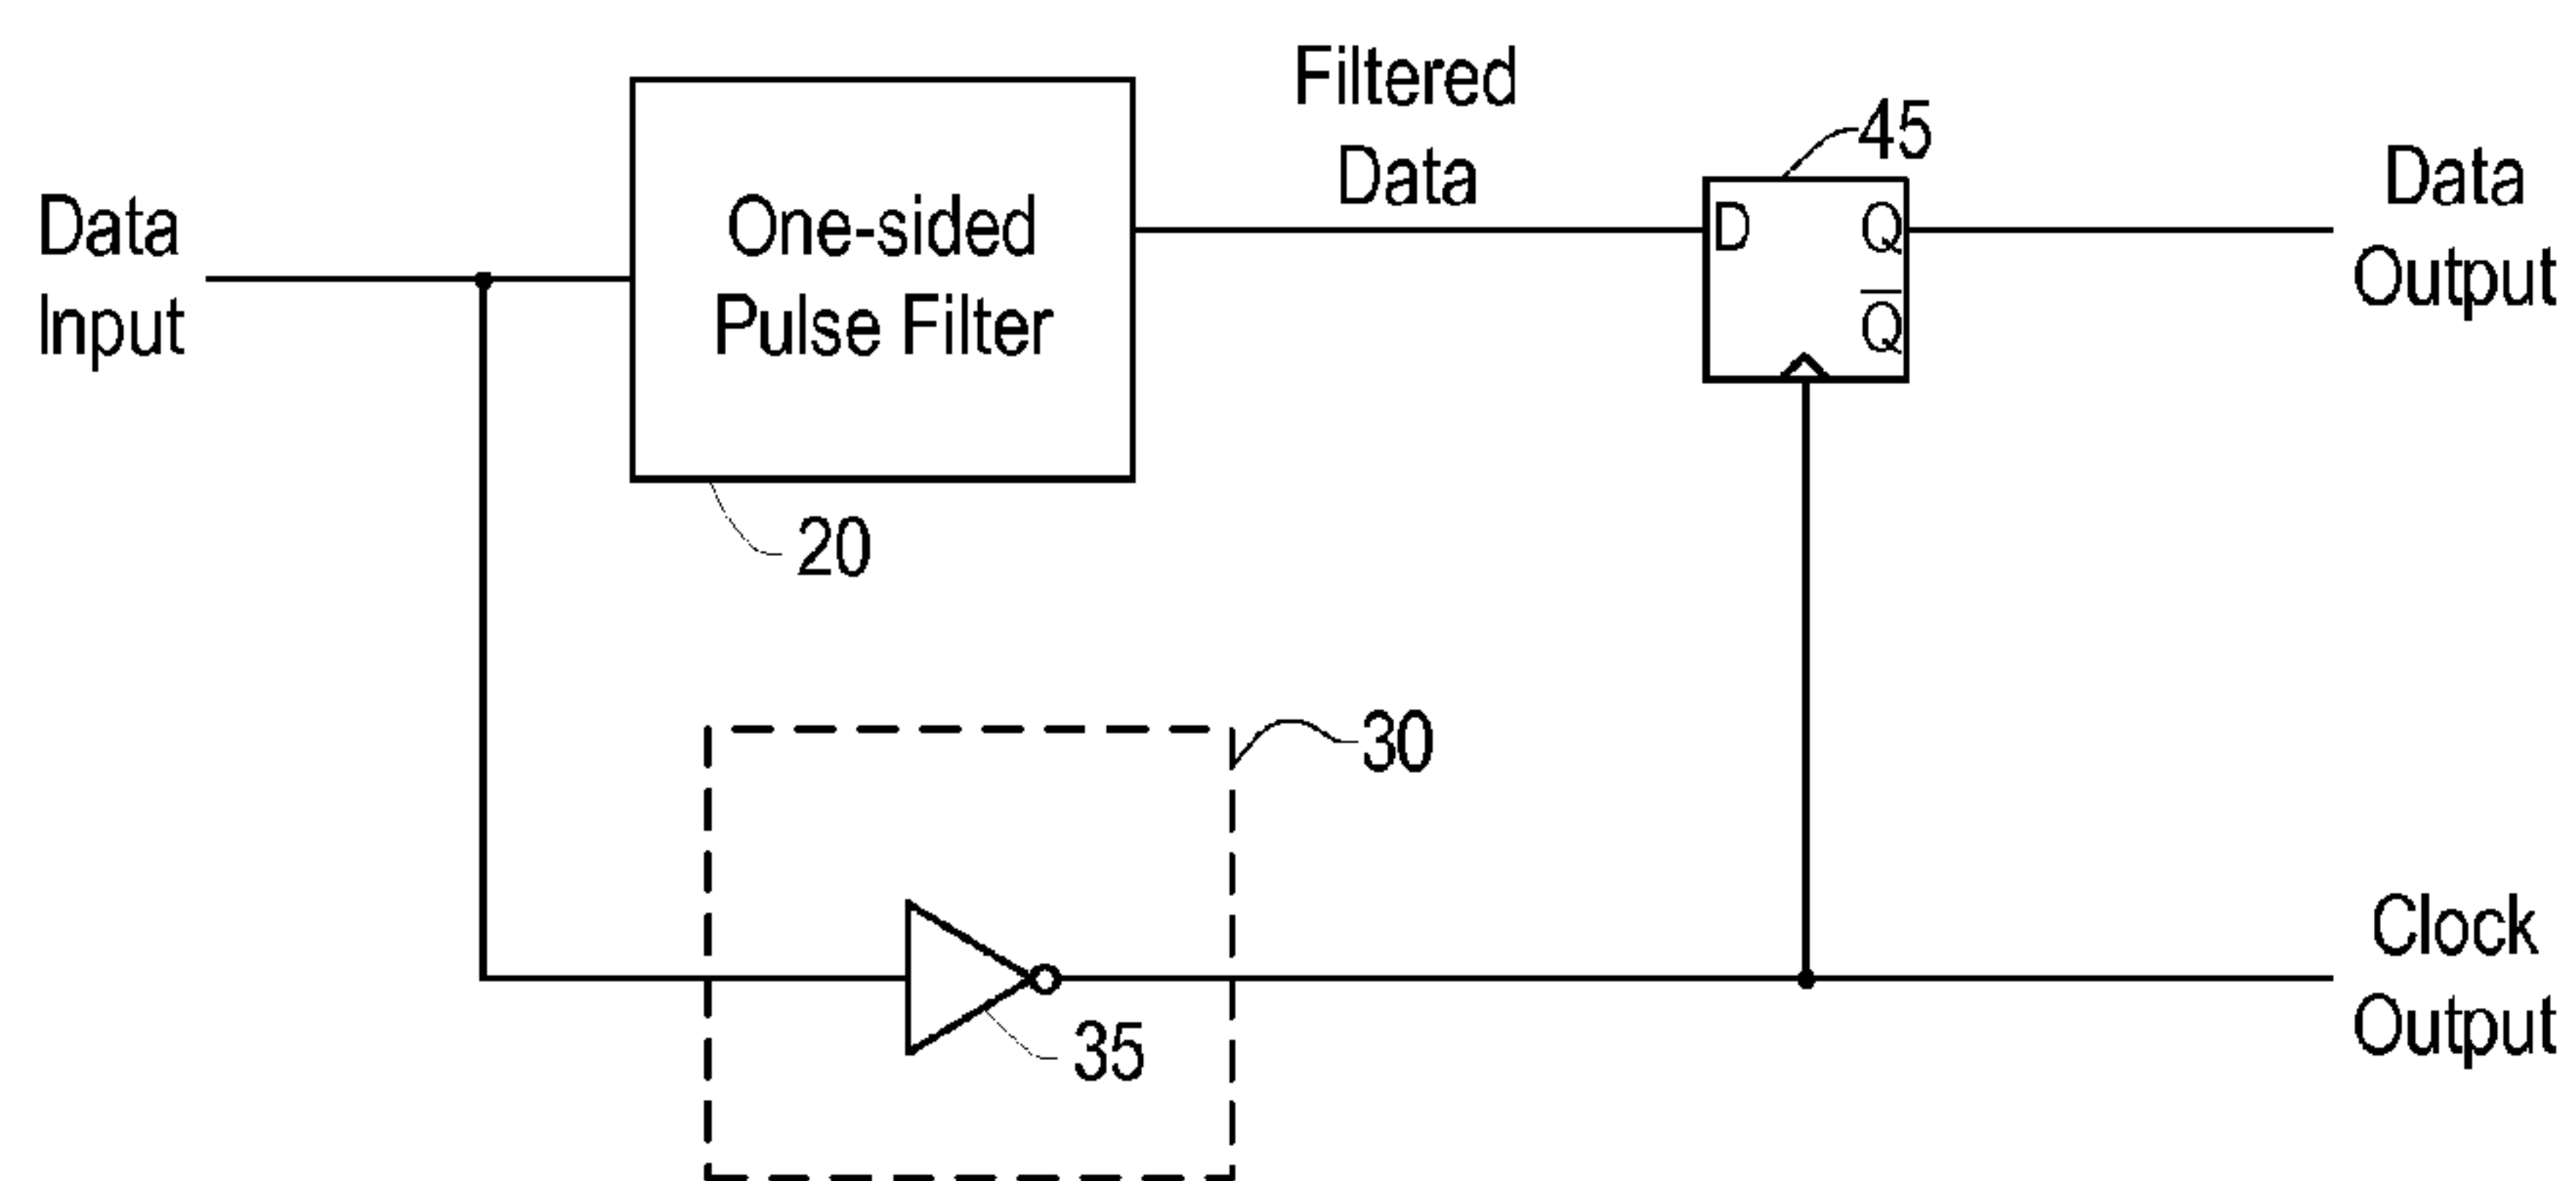 Data
Input
One-sided
Pulse Filter
20
Filtered
Data
45
D
Q
Q̅
Data
Output
30
35
Clock
Output